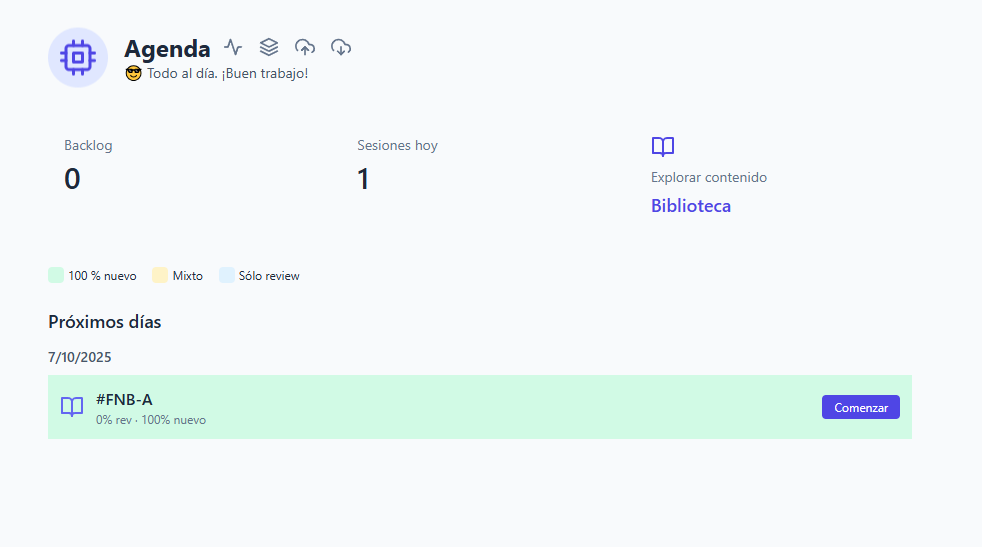 Agenda
😎 Todo al día. ¡Buen trabajo!
Backlog
0
Sesiones hoy
1
Explorar contenido
Biblioteca
100 % nuevo
Mixto
Sólo review
Próximos días
7/10/2025
#FNB-A
0% rev · 100% nuevo
Comenzar